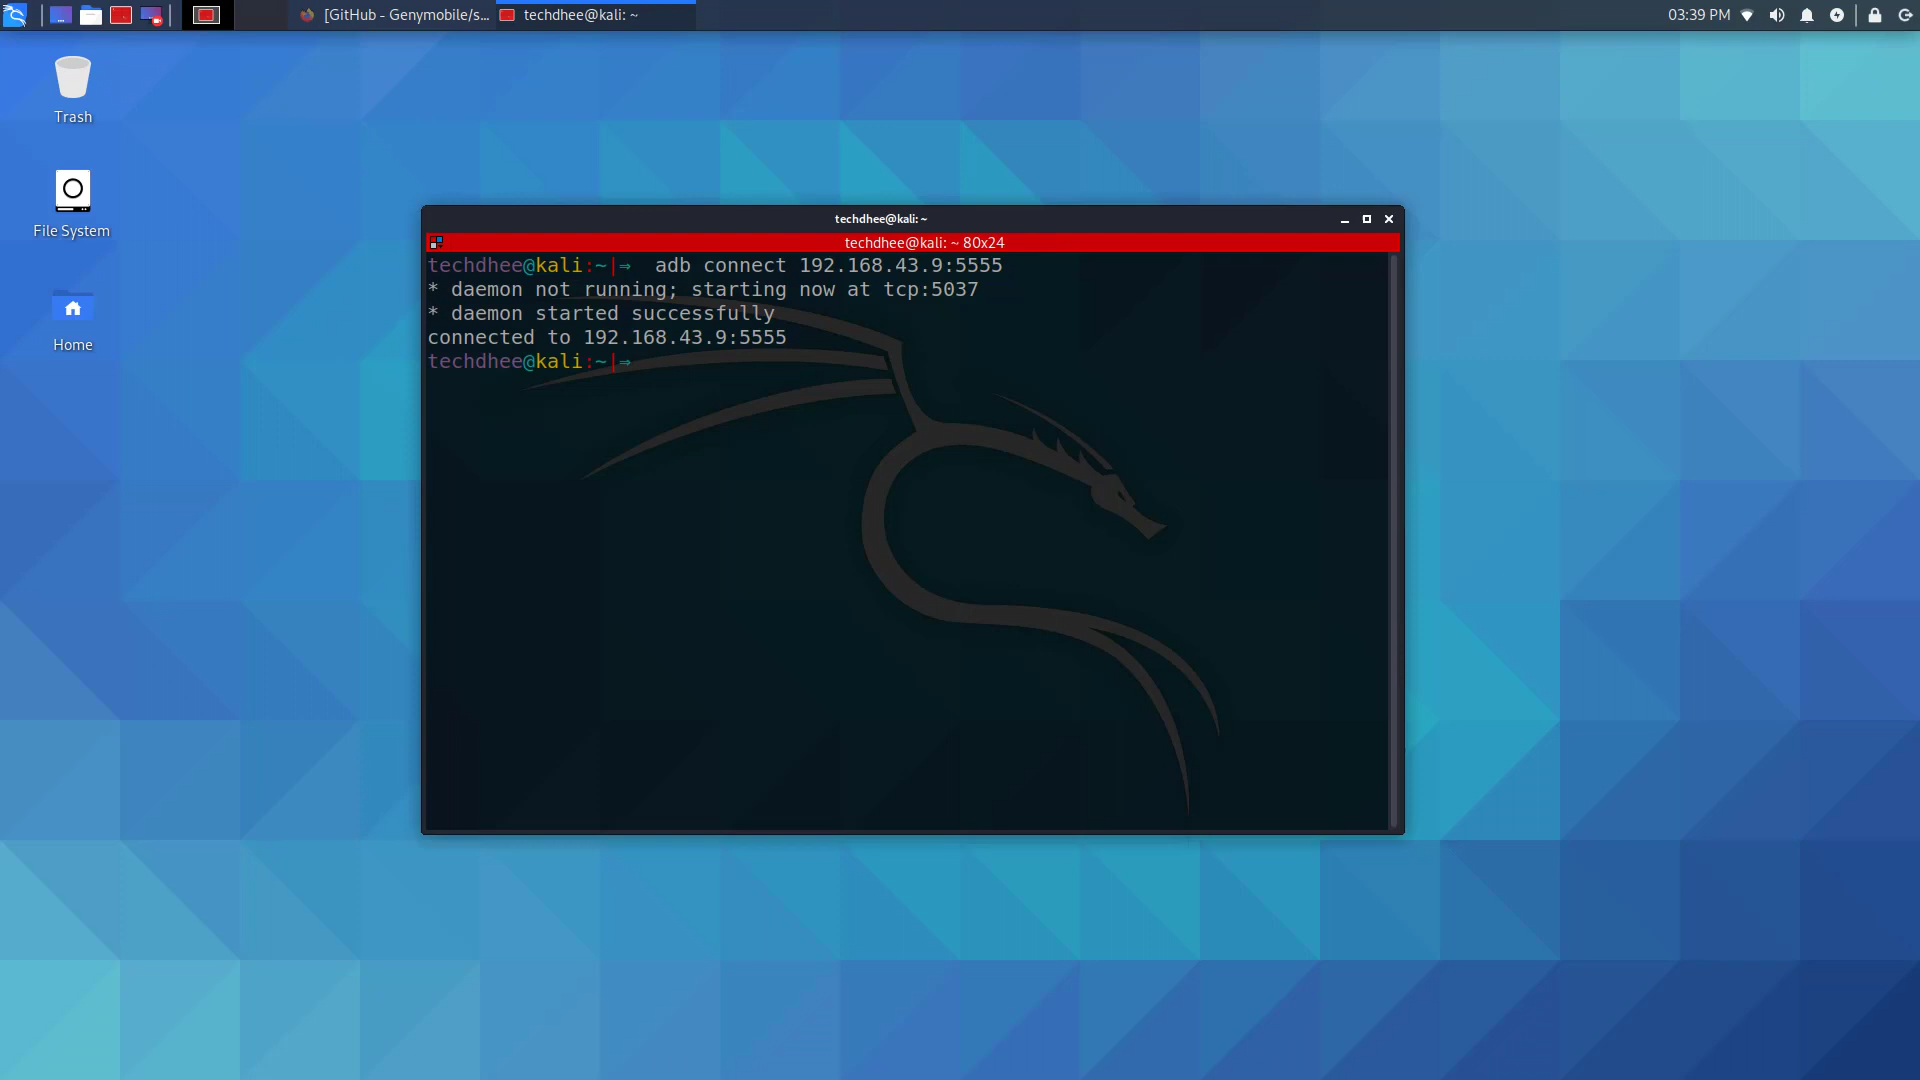 [GitHub - Genymobile/s...
techdhee@kali: ~
03:39 PM
Trash
File System
Home
techdhee@kali:~
techdhee@kali: ~ 80x24
techdhee@kali:~|⇒  adb connect 192.168.43.9:5555
* daemon not running; starting now at tcp:5037
* daemon started successfully
connected to 192.168.43.9:5555
techdhee@kali:~|⇒